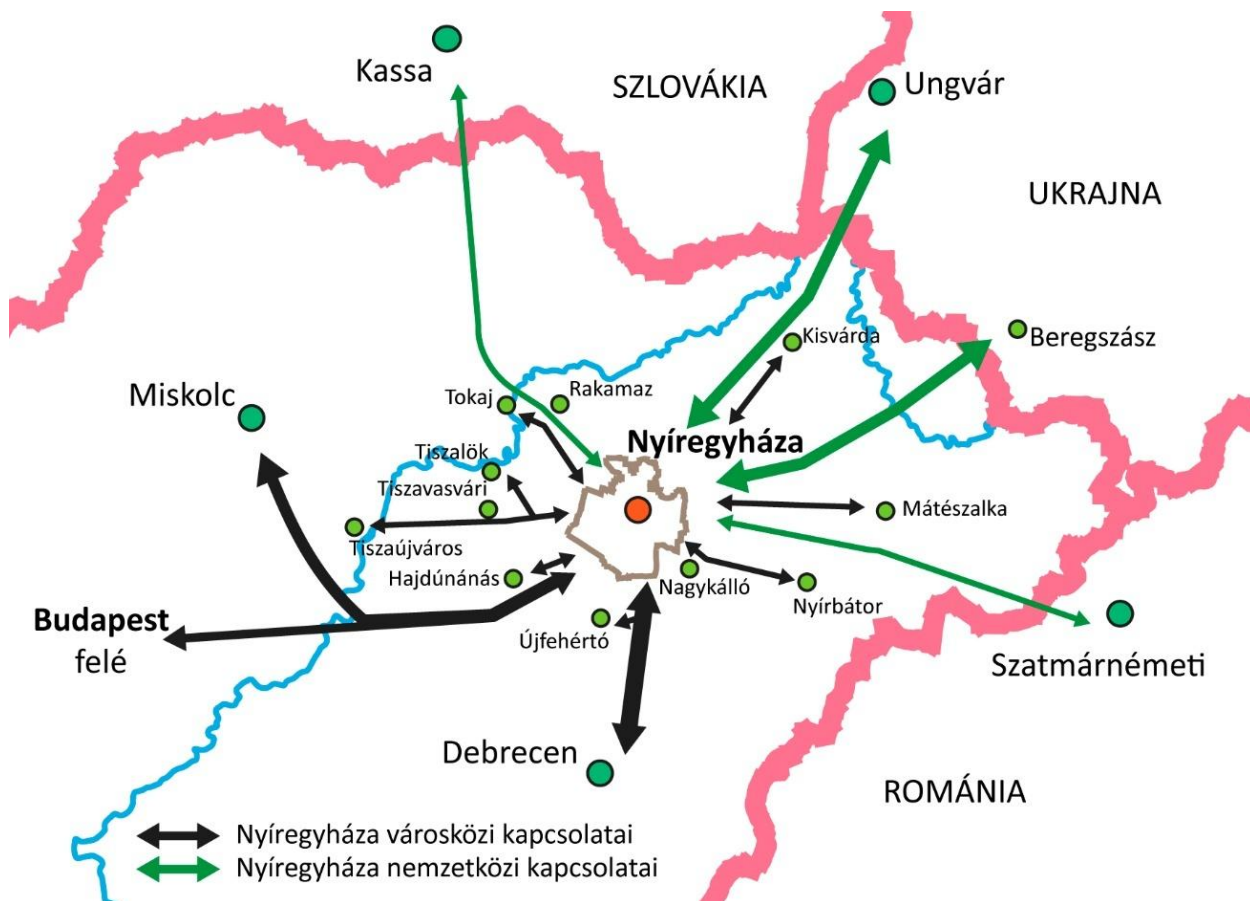 Kassa
SZLOVÁKIA
Ungvár
UKRAJNA
Kisvárda
Beregszász
Miskolc
Tokaj
Rakamaz
Nyíregyháza
Tiszalök
Tiszavasvári
Mátészalka
Tiszaújváros
Hajdúnánás
Nagykálló
Nyírbátor
Budapest
felé
Újfehértó
Szatmárnémeti
Debrecen
ROMÁNIA
Nyíregyháza városközi kapcsolatai
Nyíregyháza nemzetközi kapcsolatai